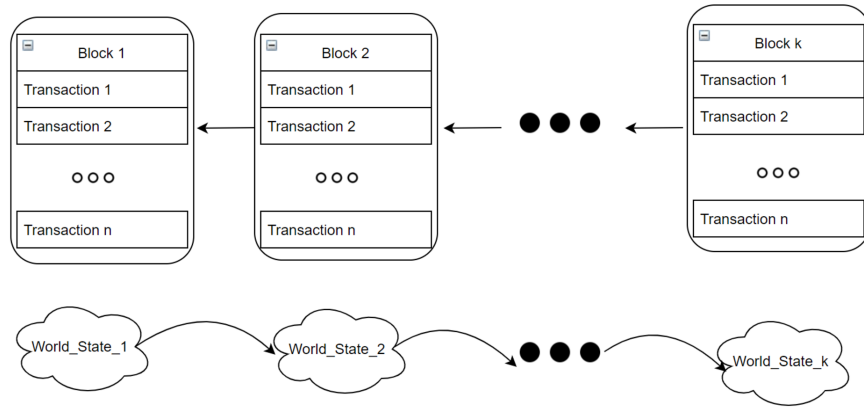 Block 1
Transaction 1
Transaction 2
Transaction n
Block 2
Transaction 1
Transaction 2
Transaction n
Block k
Transaction 1
Transaction 2
Transaction n
World_State_1
World_State_2
World_State_k